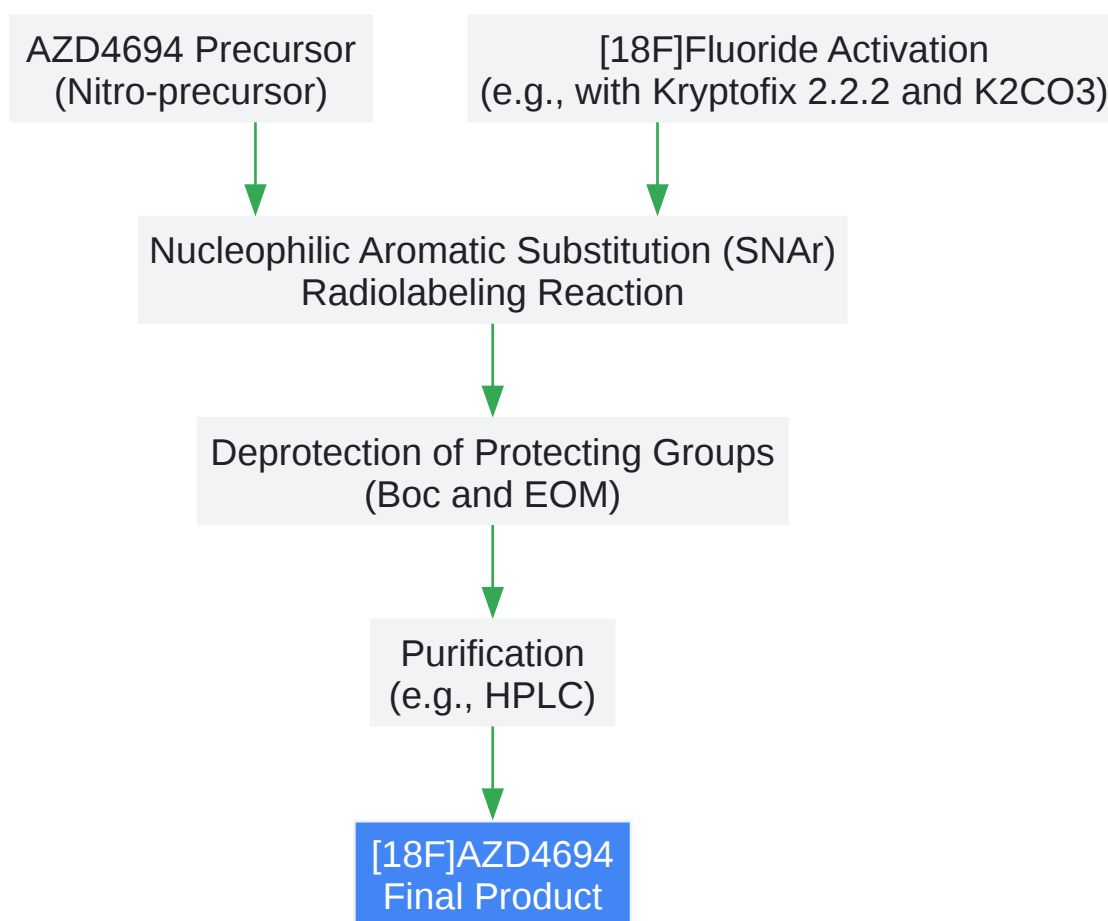 AZD4694 Precursor
(Nitro-precursor)
[18F]Fluoride Activation
(e.g., with Kryptofix 2.2.2 and K2CO3)
Nucleophilic Aromatic Substitution (SNAr)
Radiolabeling Reaction
Deprotection of Protecting Groups
(Boc and EOM)
Purification
(e.g., HPLC)
[18F]AZD4694
Final Product